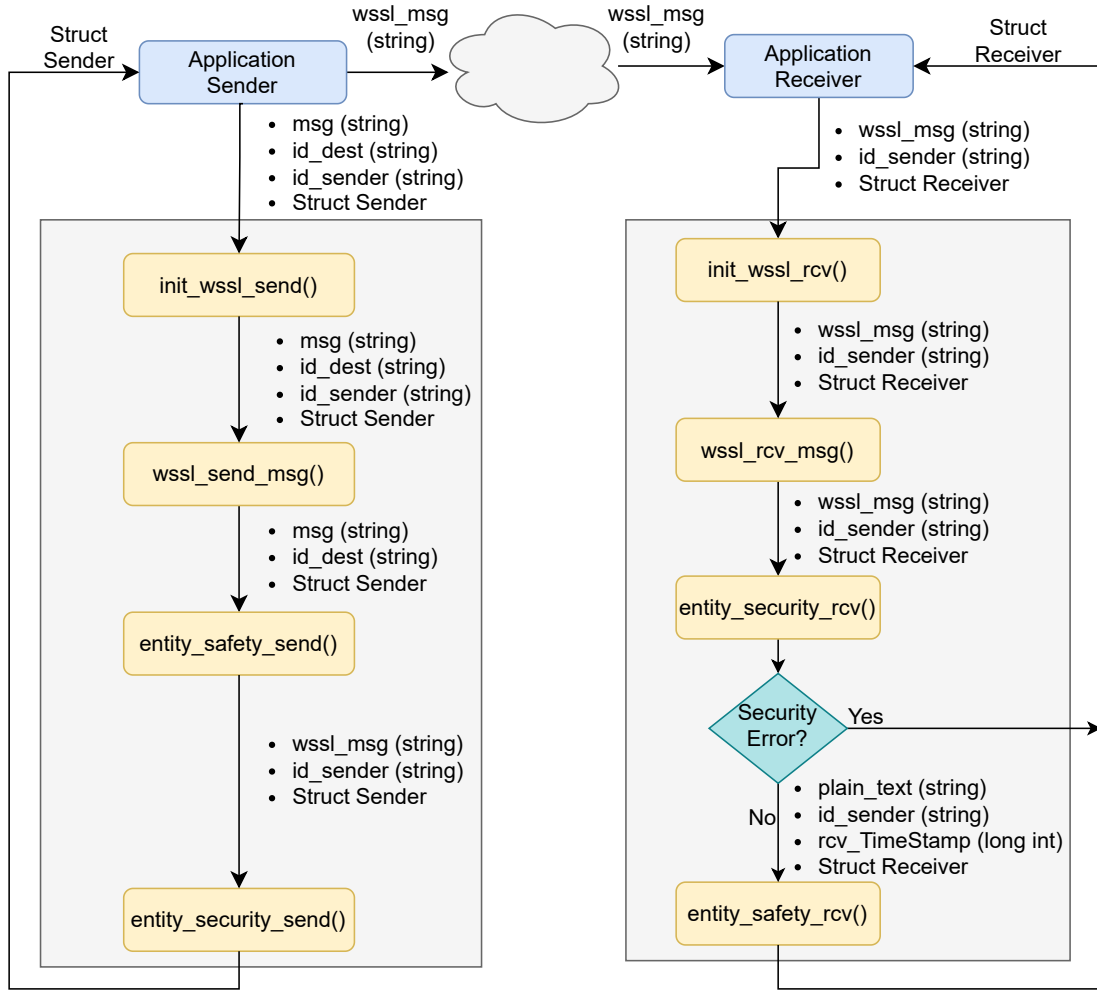 Struct
Sender
Application
Sender
wssl_msg
(string)
wssl_msg
(string)
Application
Receiver
Struct
Receiver
• msg (string)
• id_dest (string)
• id_sender (string)
• Struct Sender
init_wssl_send()
• msg (string)
• id_dest (string)
• id_sender (string)
• Struct Sender
wssl_send_msg()
• msg (string)
• id_dest (string)
• Struct Sender
entity_safety_send()
• wssl_msg (string)
• id_sender (string)
• Struct Sender
entity_security_send()
• wssl_msg (string)
• id_sender (string)
• Struct Receiver
init_wssl_rcv()
• wssl_msg (string)
• id_sender (string)
• Struct Receiver
wssl_rcv_msg()
• wssl_msg (string)
• id_sender (string)
• Struct Receiver
entity_security_rcv()
Security
Error?
Yes
No
• plain_text (string)
• id_sender (string)
• rcv_TimeStamp (long int)
• Struct Receiver
entity_safety_rcv()